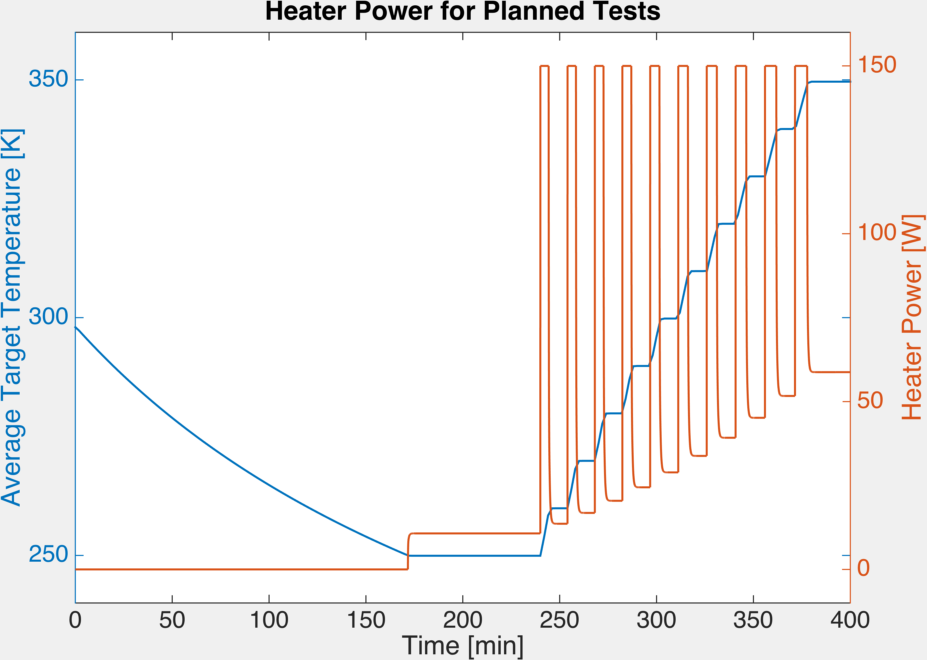 Heater Power for Planned Tests
350
300
250
Average Target Temperature [K]
150
100
50
0
Heater Power [W]
0 50 100 150 200 250 300 350 400
Time [min]